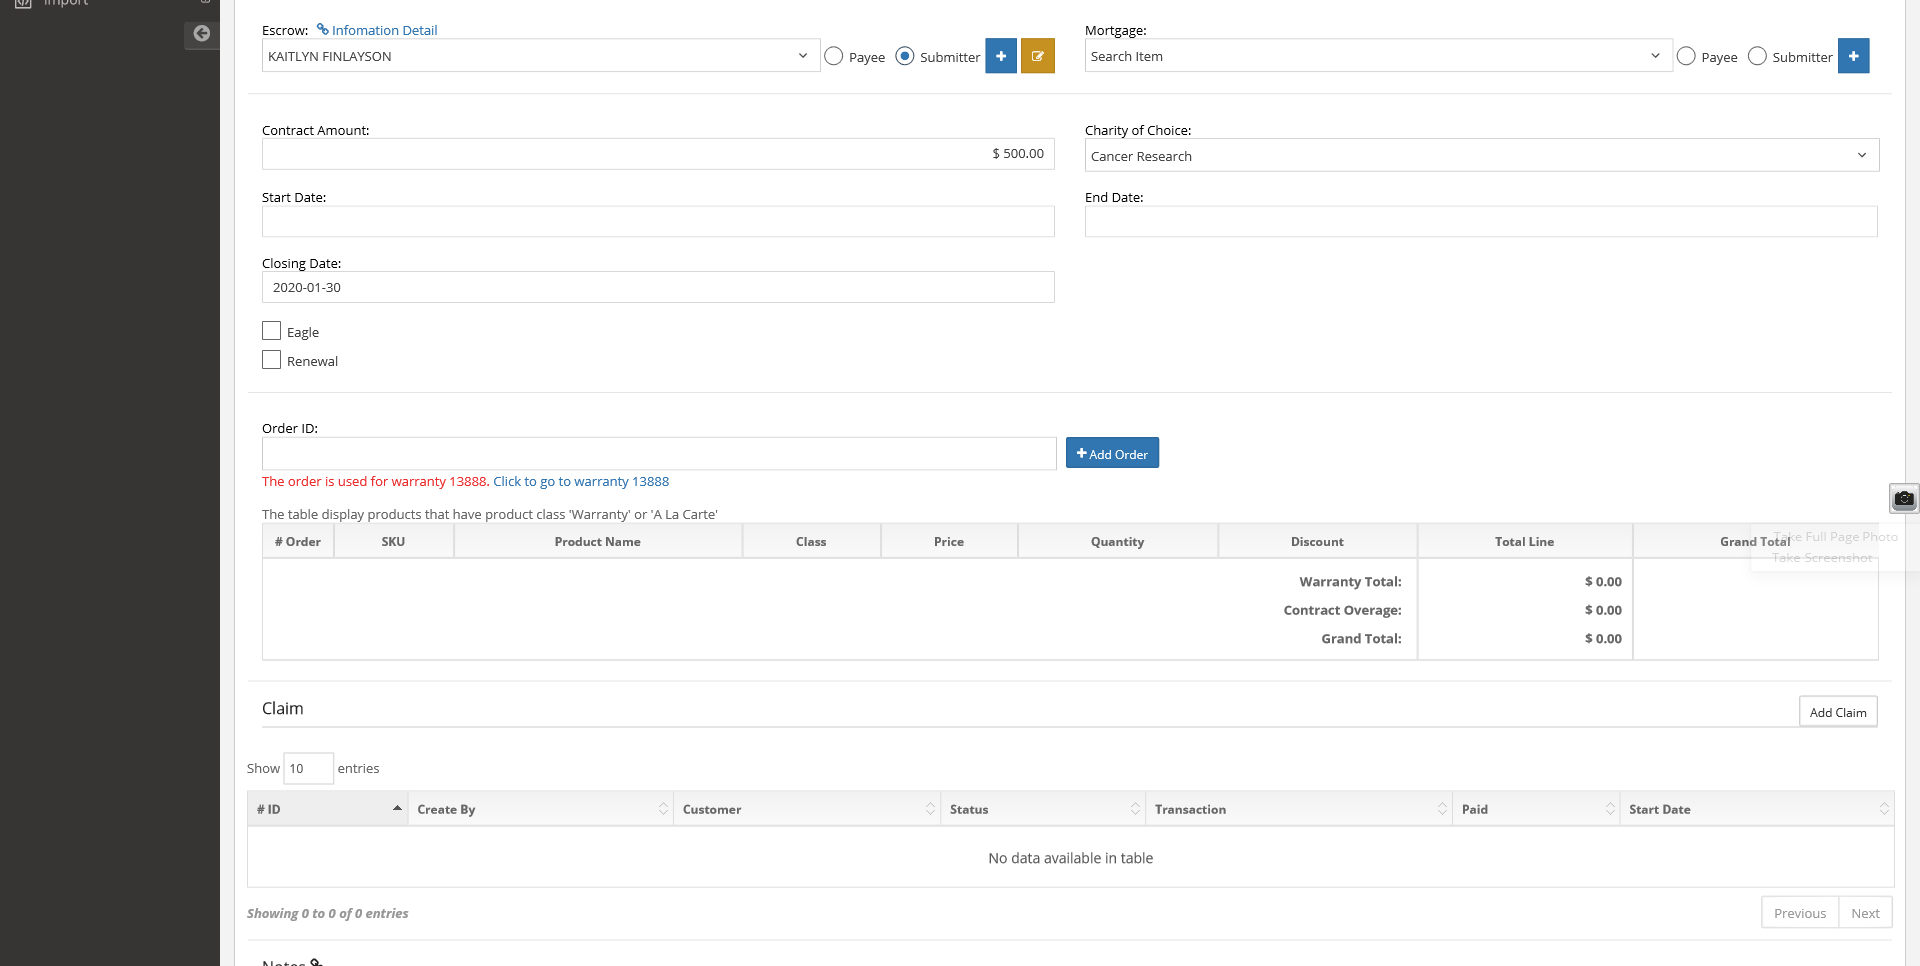 Import
Escrow: Infomation Detail
KAITLYN FINLAYSON
Payee Submitter
Mortgage:
Search Item
Payee Submitter
Contract Amount:
$ 500.00
Charity of Choice:
Cancer Research
Start Date:
End Date:
Closing Date:
2020-01-30
Eagle
Renewal
Order ID:
Add Order
The order is used for warranty 13888. Click to go to warranty 13888
The table display products that have product class 'Warranty' or 'A La Carte'
# Order SKU Product Name Class Price Quantity Discount Total Line Grand Total
Take Full Page Photo
Take Screenshot
Warranty Total: $ 0.00
Contract Overage: $ 0.00
Grand Total: $ 0.00
Claim
Add Claim
Show 10 entries
# ID Create By Customer Status Transaction Paid Start Date
No data available in table
Showing 0 to 0 of 0 entries
Previous Next
Notes